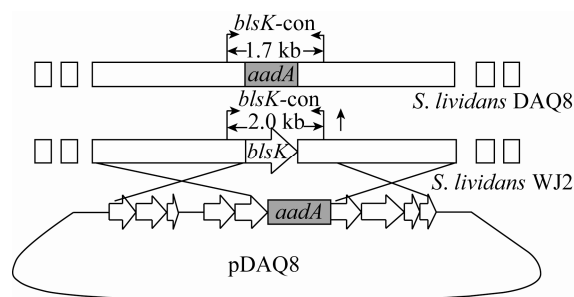 blsK-con
1.7 kb
aadA
S. lividans DAQ8
blsK-con
2.0 kb
blsK
S. lividans WJ2
aadA
pDAQ8